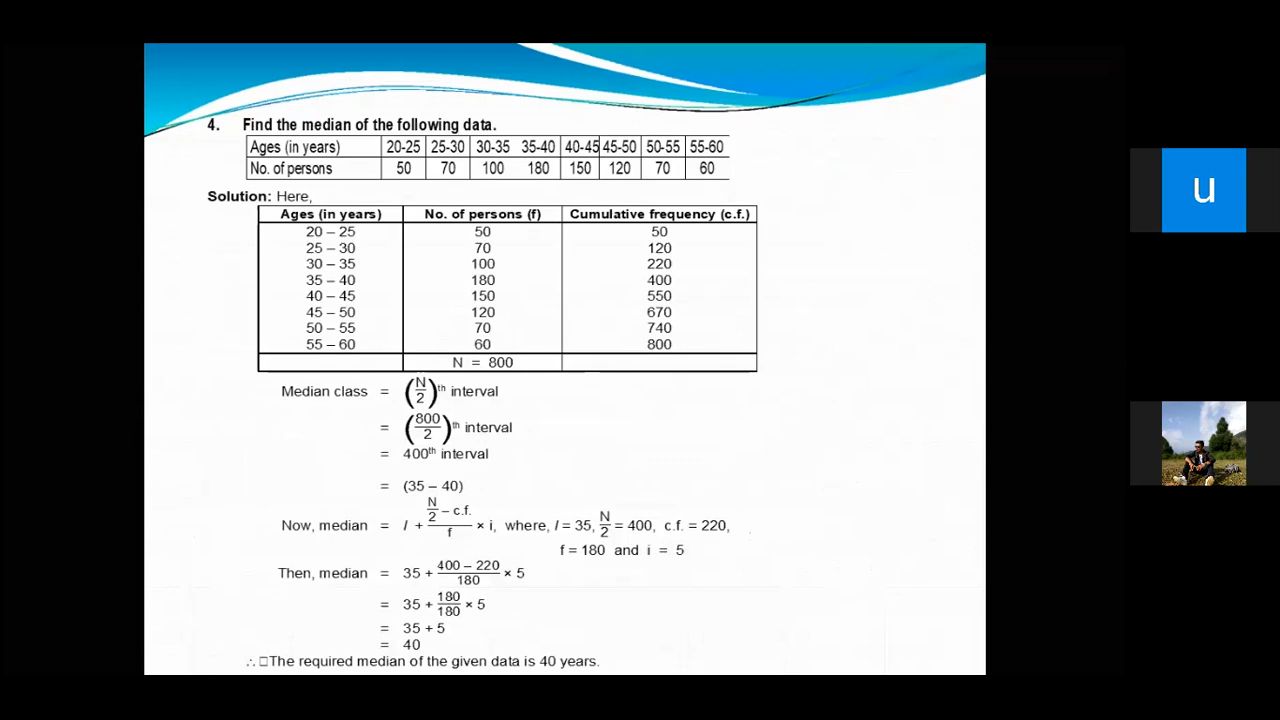 4. Find the median of the following data.
Ages (in years) 20-25 25-30 30-35 35-40 40-45 45-50 50-55 55-60
No. of persons 50 70 100 180 150 120 70 60
Solution: Here,
Ages (in years) No. of persons (f) Cumulative frequency (c.f.)
20 – 25 50 50
25 – 30 70 120
30 – 35 100 220
35 – 40 180 400
40 – 45 150 550
45 – 50 120 670
50 – 55 70 740
55 – 60 60 800
N = 800
Median class = (N/2)th interval
= (800/2)th interval
= 400th interval
= (35 – 40)
Now, median = l + (N/2 – c.f.)/f × i, where, l = 35, N/2 = 400, c.f. = 220,
f = 180 and i = 5
Then, median = 35 + (400 – 220)/180 × 5
= 35 + 180/180 × 5
= 35 + 5
= 40
∴ □The required median of the given data is 40 years.
u